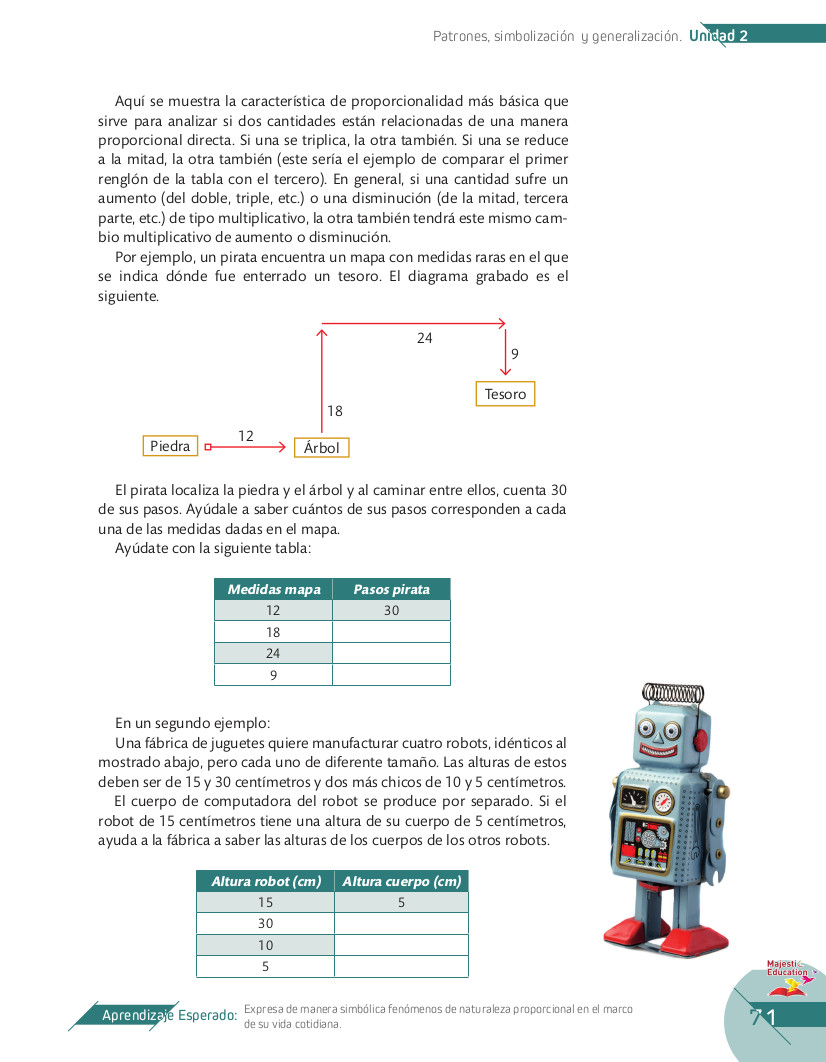 Patrones, simbolización y generalización. Unidad 2
Aquí se muestra la característica de proporcionalidad más básica que
sirve para analizar si dos cantidades están relacionadas de una manera
proporcional directa. Si una se triplica, la otra también. Si una se reduce
a la mitad, la otra también (este sería el ejemplo de comparar el primer
renglón de la tabla con el tercero). En general, si una cantidad sufre un
aumento (del doble, triple, etc.) o una disminución (de la mitad, tercera
parte, etc.) de tipo multiplicativo, la otra también tendrá este mismo cam-
bio multiplicativo de aumento o disminución.
Por ejemplo, un pirata encuentra un mapa con medidas raras en el que
se indica dónde fue enterrado un tesoro. El diagrama grabado es el
siguiente.
24
9
Tesoro
18
12
Piedra
Árbol
El pirata localiza la piedra y el árbol y al caminar entre ellos, cuenta 30
de sus pasos. Ayúdale a saber cuántos de sus pasos corresponden a cada
una de las medidas dadas en el mapa.
Ayúdate con la siguiente tabla:
Medidas mapa Pasos pirata
12 30
18
24
9
En un segundo ejemplo:
Una fábrica de juguetes quiere manufacturar cuatro robots, idénticos al
mostrado abajo, pero cada uno de diferente tamaño. Las alturas de estos
deben ser de 15 y 30 centímetros y dos más chicos de 10 y 5 centímetros.
El cuerpo de computadora del robot se produce por separado. Si el
robot de 15 centímetros tiene una altura de su cuerpo de 5 centímetros,
ayuda a la fábrica a saber las alturas de los cuerpos de los otros robots.
Altura robot (cm) Altura cuerpo (cm)
15 5
30
10
5
Majestic
Education
Aprendizaje Esperado: Expresa de manera simbólica fenómenos de naturaleza proporcional en el marco
de su vida cotidiana.
71